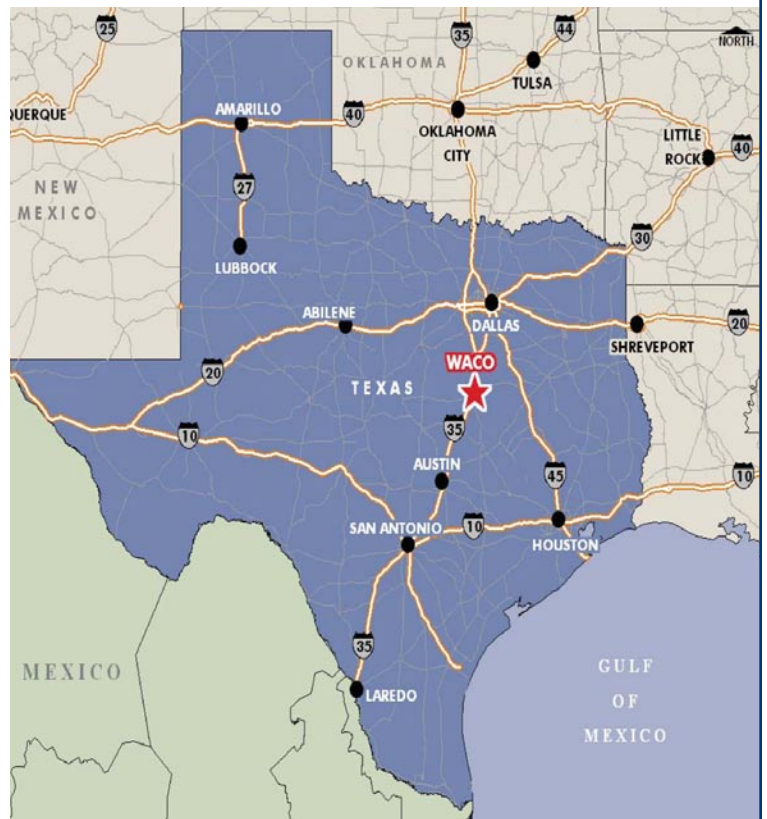 25
35
44
NORTH
OKLAHOMA
TULSA
QUERQUE
AMARILLO
40
OKLAHOMA
CITY
LITTLE
ROCK
40
NEW
MEXICO
27
30
LUBBOCK
ABILENE
DALLAS
20
SHREVEPORT
WACO
20
TEXAS
35
10
AUSTIN
45
10
SAN ANTONIO
10
HOUSTON
35
MEXICO
LAREDO
GULF
OF
MEXICO